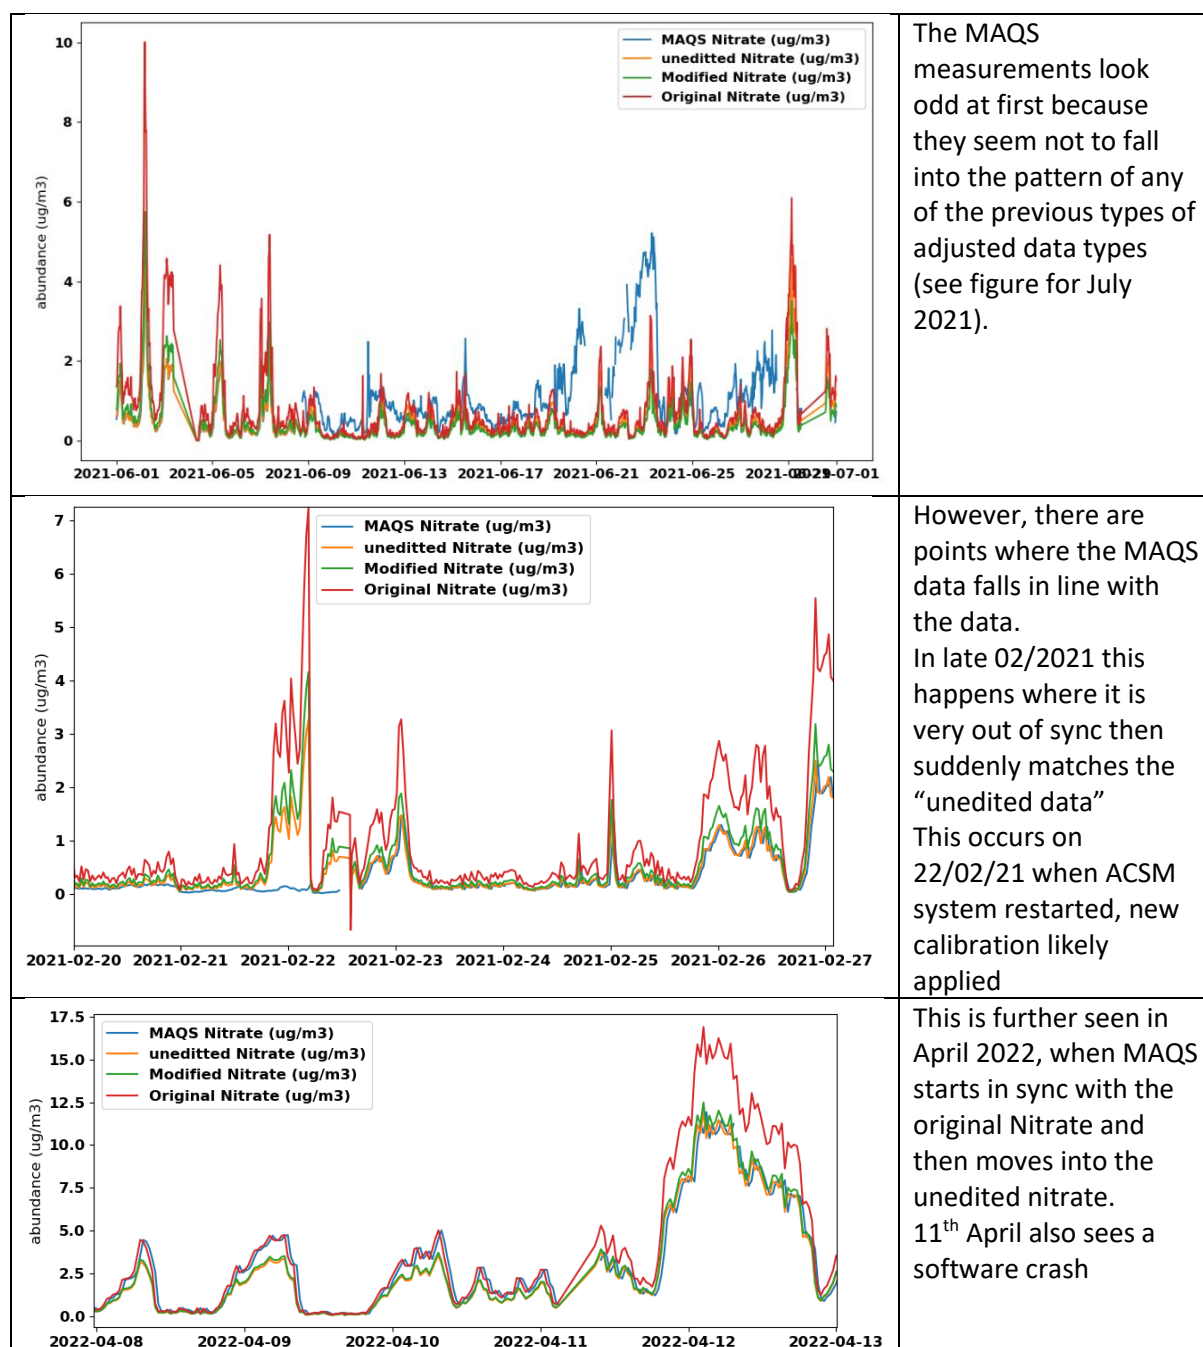 10
8
6
4
2
0
abundance (ug/m3)
MAQS Nitrate (ug/m3)
uneditted Nitrate (ug/m3)
Modified Nitrate (ug/m3)
Original Nitrate (ug/m3)
2021-06-01 2021-06-05 2021-06-09 2021-06-13 2021-06-17 2021-06-21 2021-06-25 2021-06-29 2021-07-01
The MAQS
measurements look
odd at first because
they seem not to fall
into the pattern of any
of the previous types of
adjusted data types
(see figure for July
2021).
7
6
5
4
3
2
1
0
abundance (ug/m3)
MAQS Nitrate (ug/m3)
uneditted Nitrate (ug/m3)
Modified Nitrate (ug/m3)
Original Nitrate (ug/m3)
2021-02-20 2021-02-21 2021-02-22 2021-02-23 2021-02-24 2021-02-25 2021-02-26 2021-02-27
However, there are
points where the MAQS
data falls in line with
the data.
In late 02/2021 this
happens where it is
very out of sync then
suddenly matches the
“unedited data”
This occurs on
22/02/21 when ACSM
system restarted, new
calibration likely
applied
17.5
15.0
12.5
10.0
7.5
5.0
2.5
0.0
abundance (ug/m3)
MAQS Nitrate (ug/m3)
uneditted Nitrate (ug/m3)
Modified Nitrate (ug/m3)
Original Nitrate (ug/m3)
2022-04-08 2022-04-09 2022-04-10 2022-04-11 2022-04-12 2022-04-13
This is further seen in
April 2022, when MAQS
starts in sync with the
original Nitrate and
then moves into the
unedited nitrate.
11th April also sees a
software crash